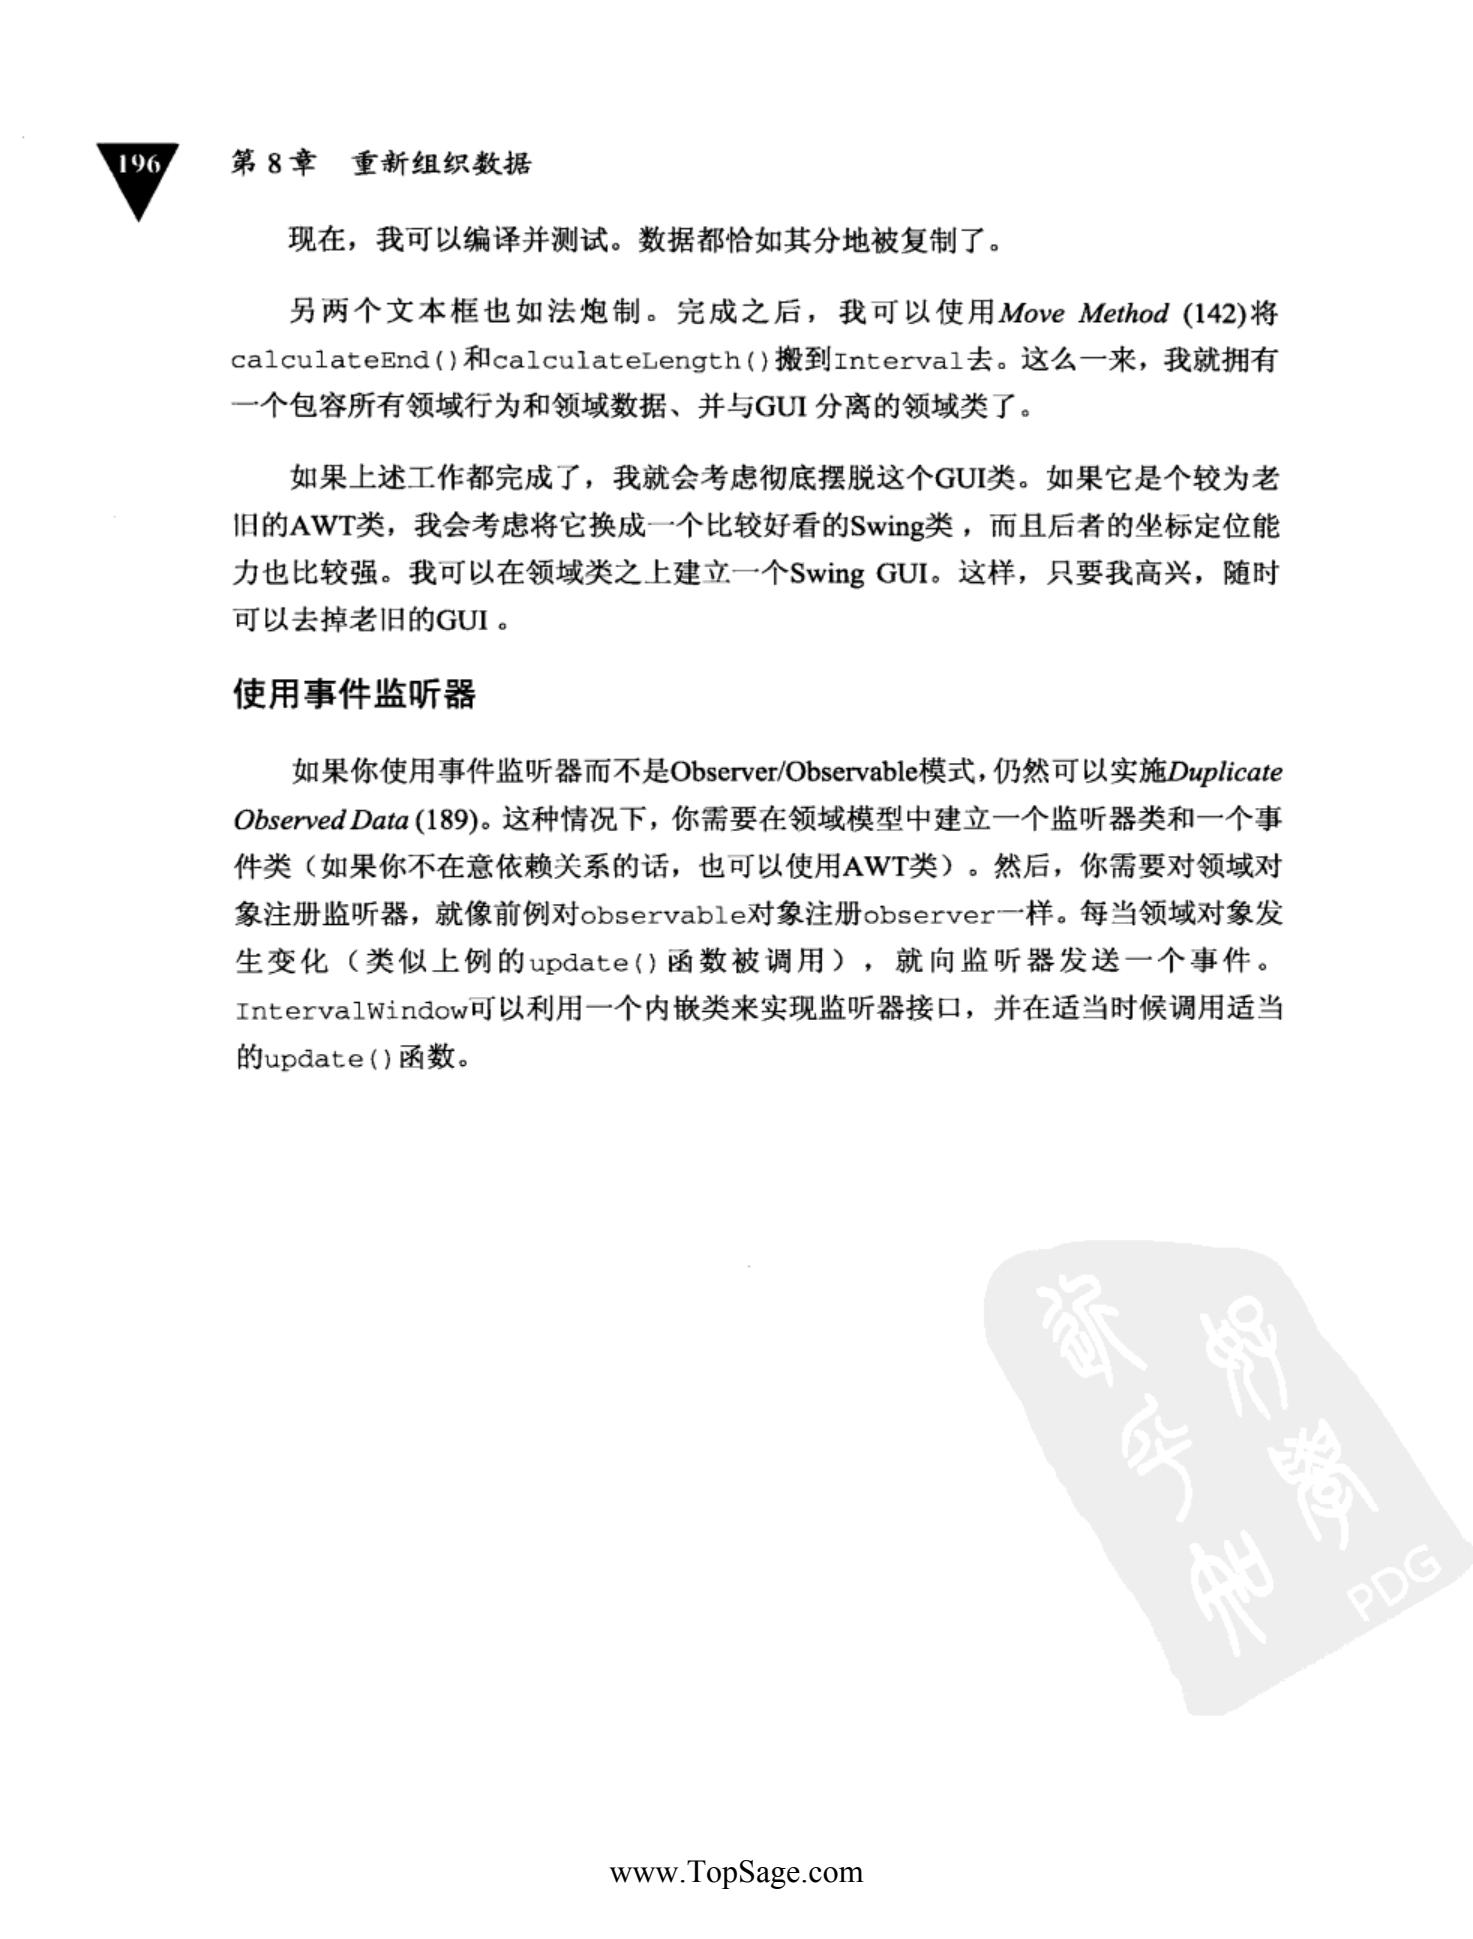 196
第 8 章 重新组织数据
现在，我可以编译并测试。数据都恰如其分地被复制了。
另两个文本框也如法炮制。完成之后，我可以使用Move Method (142)将
calculateEnd()和calculateLength()搬到Interval去。这么一来，我就拥有
一个包容所有领域行为和领域数据、并与GUI 分离的领域类了。
如果上述工作都完成了，我就会考虑彻底摆脱这个GUI类。如果它是个较为老
旧的AWT类，我会考虑将它换成一个比较好看的Swing类，而且后者的坐标定位能
力也比较强。我可以在领域类之上建立一个Swing GUI。这样，只要我高兴，随时
可以去掉老旧的GUI。
使用事件监听器
如果你使用事件监听器而不是Observer/Observable模式，仍然可以实施Duplicate
Observed Data (189)。这种情况下，你需要在领域模型中建立一个监听器类和一个事
件类（如果你不在意依赖关系的话，也可以使用AWT类）。然后，你需要对领域对
象注册监听器，就像前例对observable对象注册observer一样。每当领域对象发
生变化（类似上例的update()函数被调用），就向监听器发送一个事件。
IntervalWindow可以利用一个内嵌类来实现监听器接口，并在适当时候调用适当
的update()函数。
PDG
www.TopSage.com